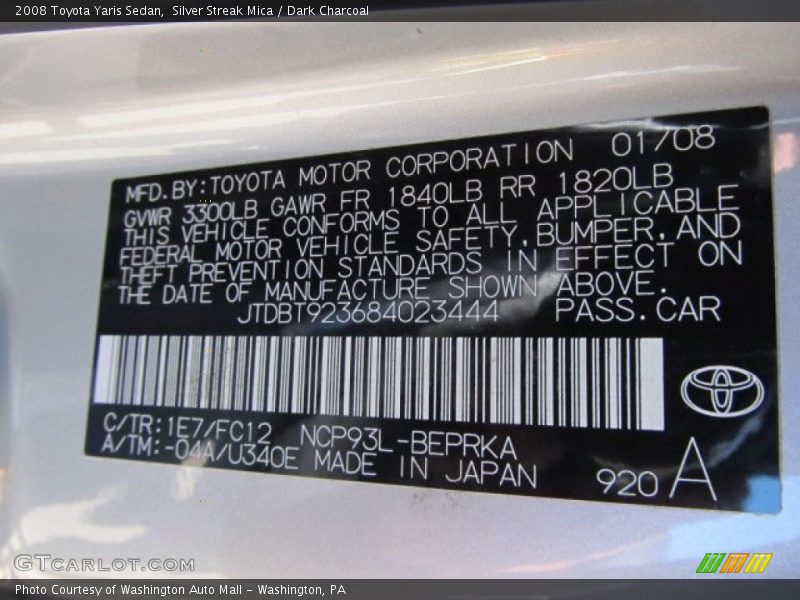 2008 Toyota Yaris Sedan, Silver Streak Mica / Dark Charcoal
MFD. BY: TOYOTA MOTOR CORPORATION 01/08
GVWR 3300LB GAWR FR 1840LB RR 1820LB
THIS VEHICLE CONFORMS TO ALL APPLICABLE
FEDERAL MOTOR VEHICLE SAFETY, BUMPER, AND
THEFT PREVENTION STANDARDS IN EFFECT ON
THE DATE OF MANUFACTURE SHOWN ABOVE.
JTDBT923684023444 PASS. CAR
C/TR: 1E7/FC12 NCP93L-BEPRKA
A/TM: -04A/U340E MADE IN JAPAN
920 A
GTCARLOT.COM
Photo Courtesy of Washington Auto Mall - Washington, PA